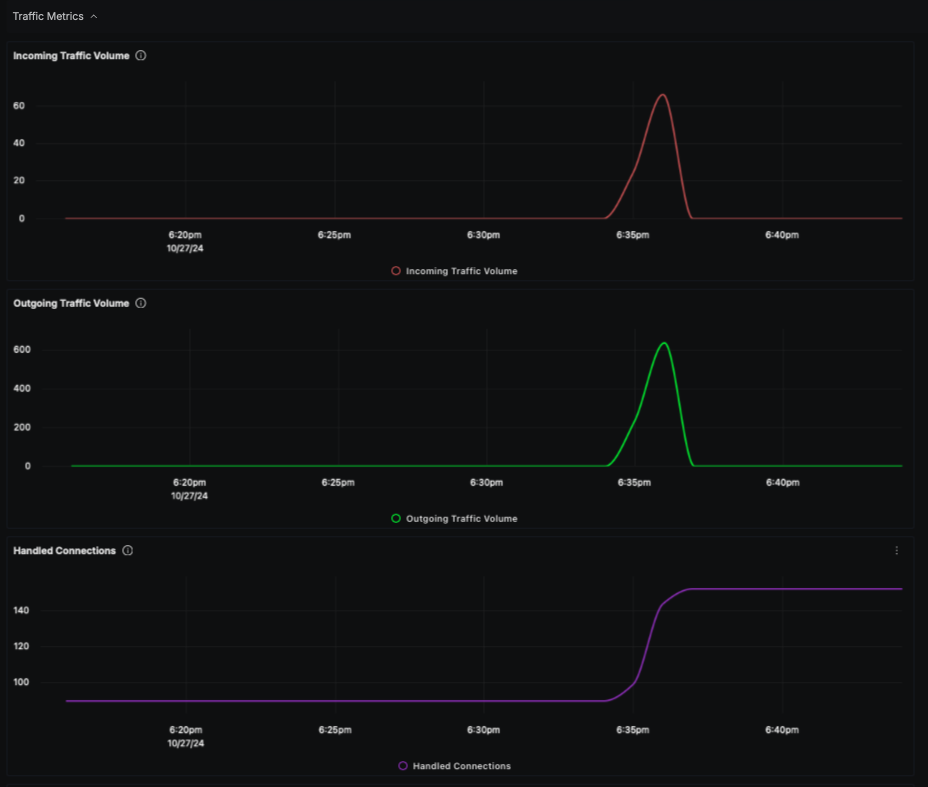 Traffic Metrics
Incoming Traffic Volume
60
40
20
0
6:20pm 6:25pm 6:30pm 6:35pm 6:40pm
10/27/24
Incoming Traffic Volume
Outgoing Traffic Volume
600
400
200
0
6:20pm 6:25pm 6:30pm 6:35pm 6:40pm
10/27/24
Outgoing Traffic Volume
Handled Connections
140
120
100
6:20pm 6:25pm 6:30pm 6:35pm 6:40pm
10/27/24
Handled Connections